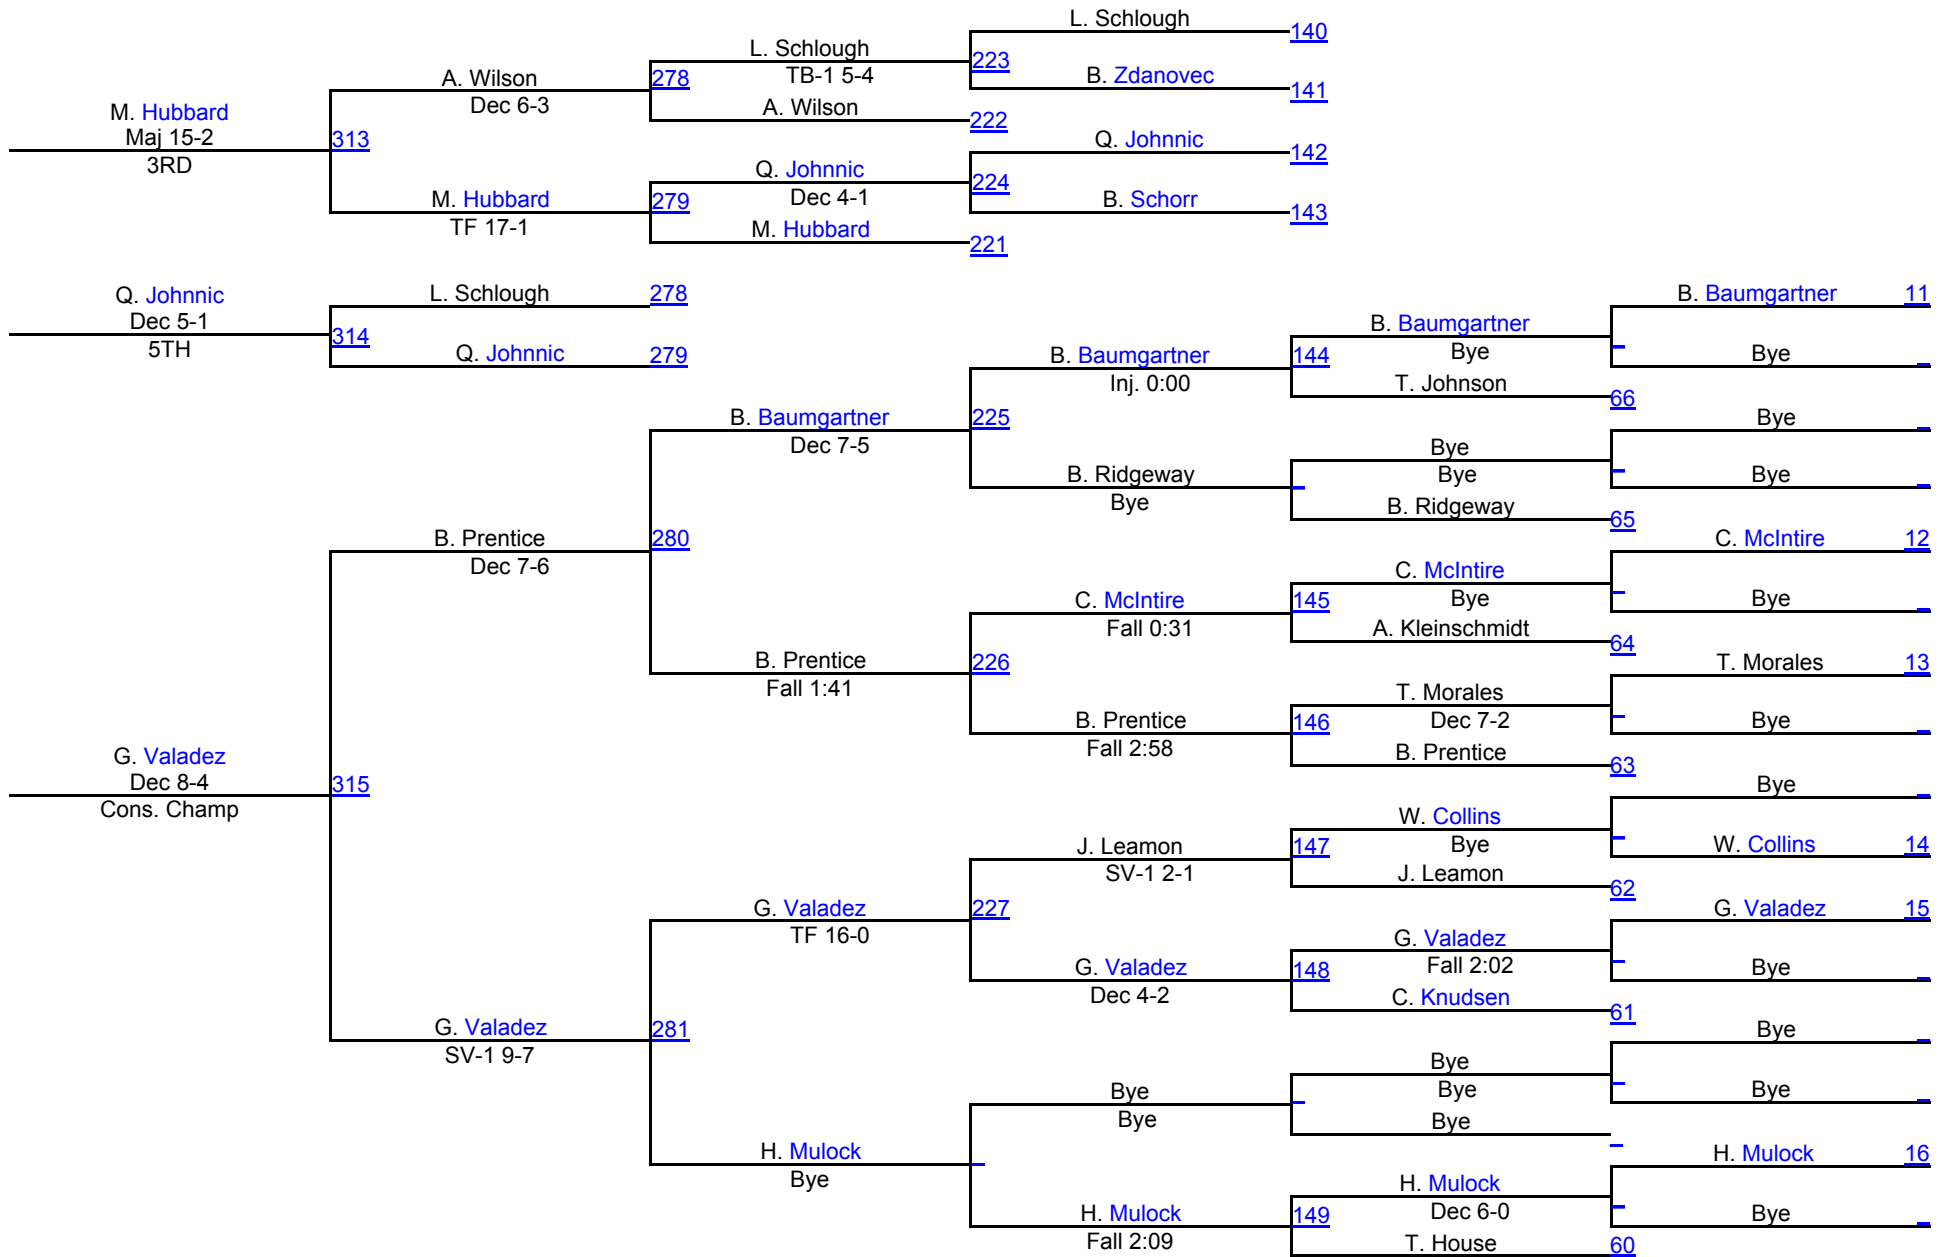 L. Schlough
140
L. Schlough
223
TB-1 5-4
B. Zdanovec
141
A. Wilson
278
Dec 6-3
A. Wilson
222
M. Hubbard
Maj 15-2
313
3RD
Q. Johnnic
142
Q. Johnnic
224
Dec 4-1
M. Hubbard
279
TF 17-1
B. Schorr
143
M. Hubbard
221
Q. Johnnic
Dec 5-1
314
5TH
L. Schlough
278
Q. Johnnic
279
B. Baumgartner
11
B. Baumgartner
Bye
Bye
B. Baumgartner
144
Inj. 0:00
T. Johnson
66
B. Baumgartner
225
Dec 7-5
Bye
Bye
Bye
Bye
B. Ridgeway
Bye
B. Ridgeway
65
B. Prentice
280
Dec 7-6
C. McIntire
12
C. McIntire
Bye
Bye
C. McIntire
145
Fall 0:31
A. Kleinschmidt
64
B. Prentice
226
Fall 1:41
T. Morales
13
T. Morales
Dec 7-2
Bye
B. Prentice
146
Fall 2:58
B. Prentice
63
G. Valadez
Dec 8-4
315
Cons. Champ
Bye
W. Collins
Bye
W. Collins
14
J. Leamon
147
SV-1 2-1
J. Leamon
62
G. Valadez
227
TF 16-0
G. Valadez
15
G. Valadez
Fall 2:02
Bye
G. Valadez
148
Dec 4-2
C. Knudsen
61
G. Valadez
281
SV-1 9-7
Bye
Bye
Bye
Bye
Bye
Bye
Bye
H. Mulock
Bye
H. Mulock
16
H. Mulock
Dec 6-0
Bye
H. Mulock
149
Fall 2:09
T. House
60